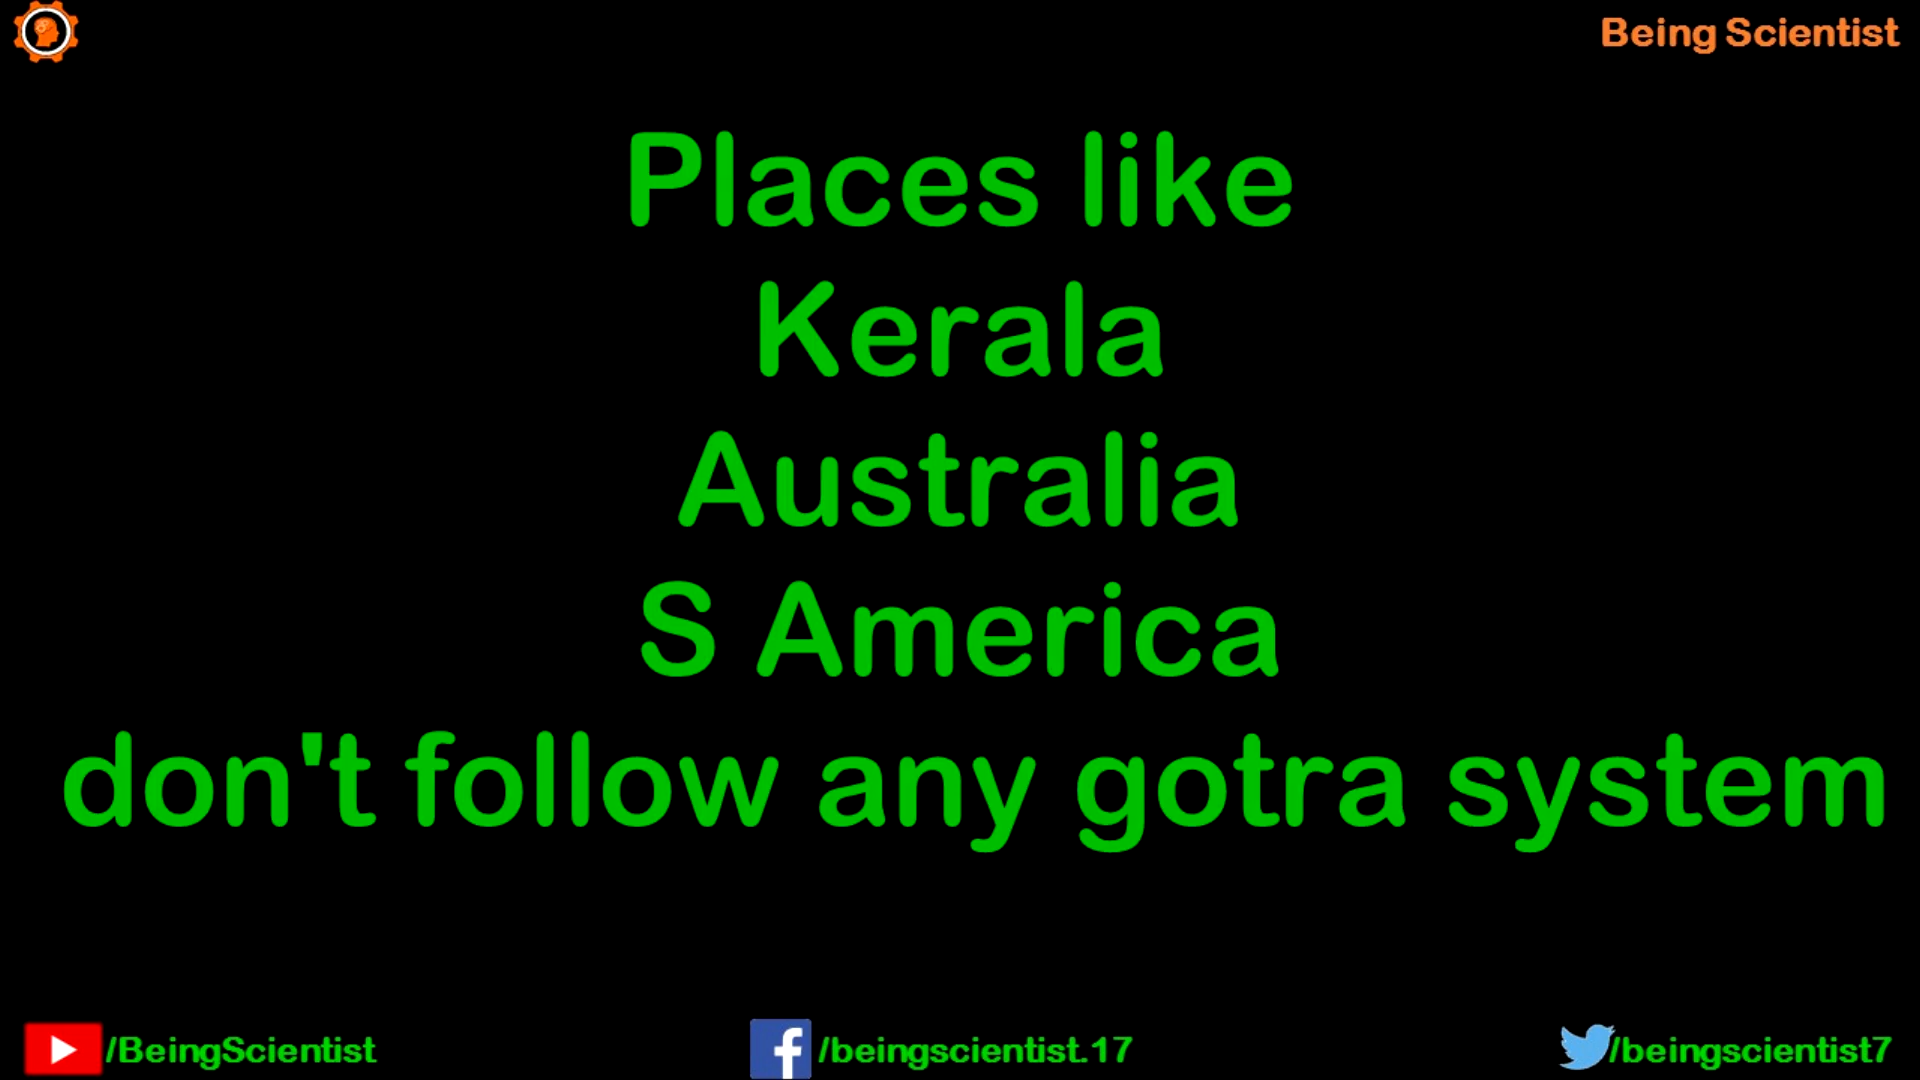 Being Scientist
Places like
Kerala
Australia
S America
don't follow any gotra system
/BeingScientist
/beingscientist.17
/beingscientist7